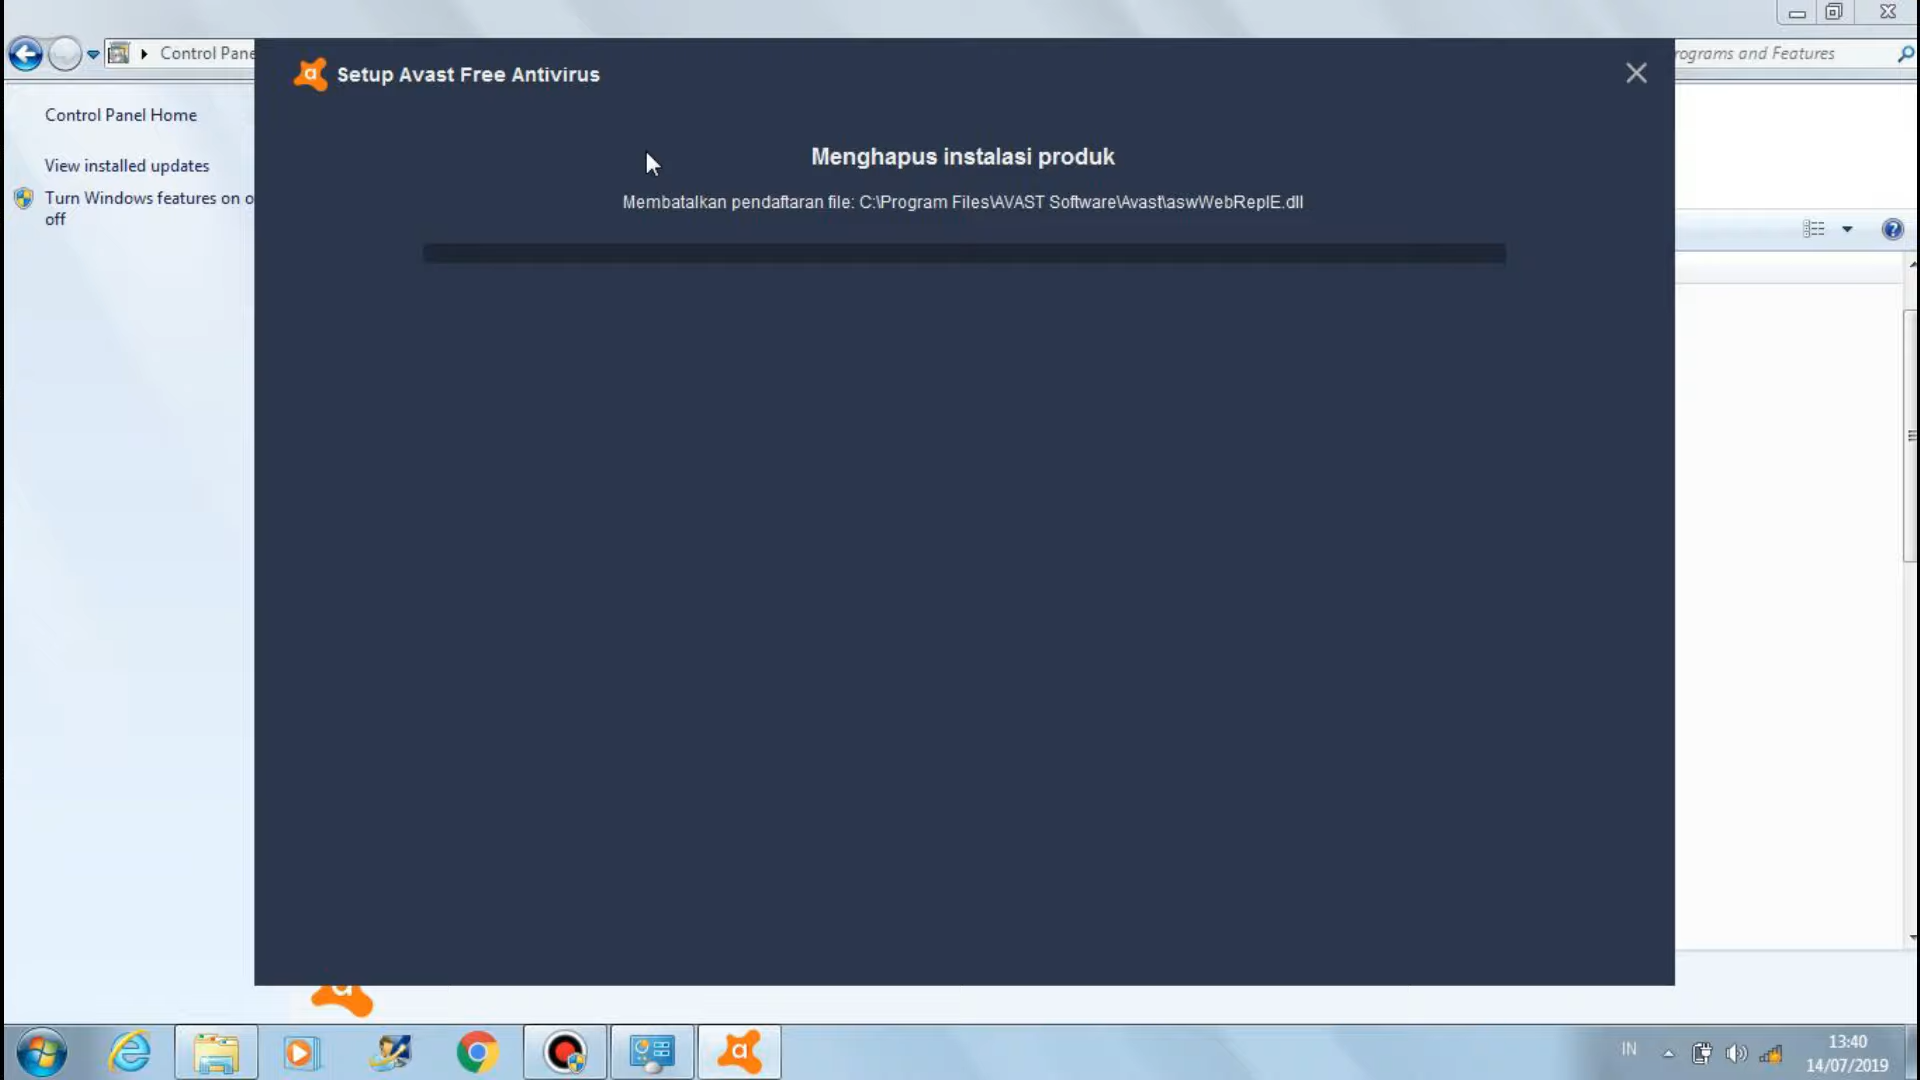 Control Pane
rograms and Features
Setup Avast Free Antivirus
Control Panel Home
View installed updates
Turn Windows features on o
off
Menghapus instalasi produk
Membatalkan pendaftaran file: C:\Program Files\AVAST Software\Avast\aswWebRepIE.dll
IN
13:40
14/07/2019